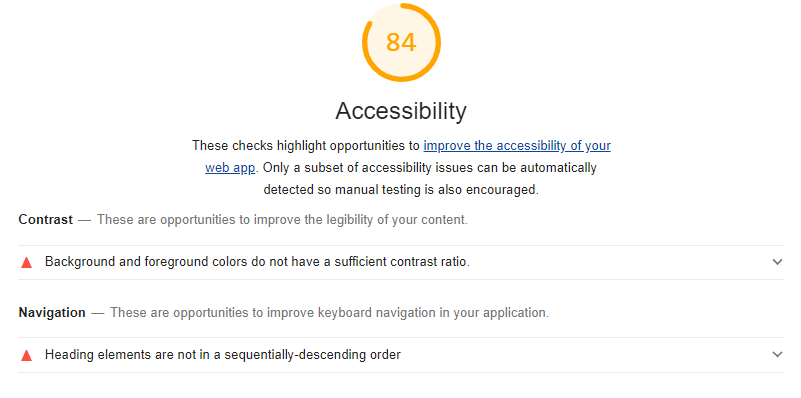 84
Accessibility
These checks highlight opportunities to improve the accessibility of your
web app. Only a subset of accessibility issues can be automatically
detected so manual testing is also encouraged.
Contrast — These are opportunities to improve the legibility of your content.
Background and foreground colors do not have a sufficient contrast ratio.
Navigation — These are opportunities to improve keyboard navigation in your application.
Heading elements are not in a sequentially-descending order